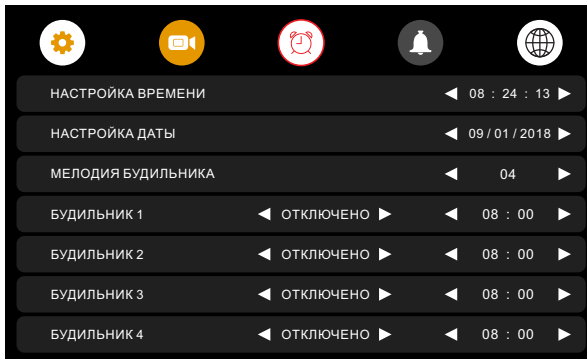 НАСТРОЙКА ВРЕМЕНИ 08 : 24 : 13
НАСТРОЙКА ДАТЫ 09 / 01 / 2018
МЕЛОДИЯ БУДИЛЬНИКА 04
БУДИЛЬНИК 1 ОТКЛЮЧЕНО 08 : 00
БУДИЛЬНИК 2 ОТКЛЮЧЕНО 08 : 00
БУДИЛЬНИК 3 ОТКЛЮЧЕНО 08 : 00
БУДИЛЬНИК 4 ОТКЛЮЧЕНО 08 : 00